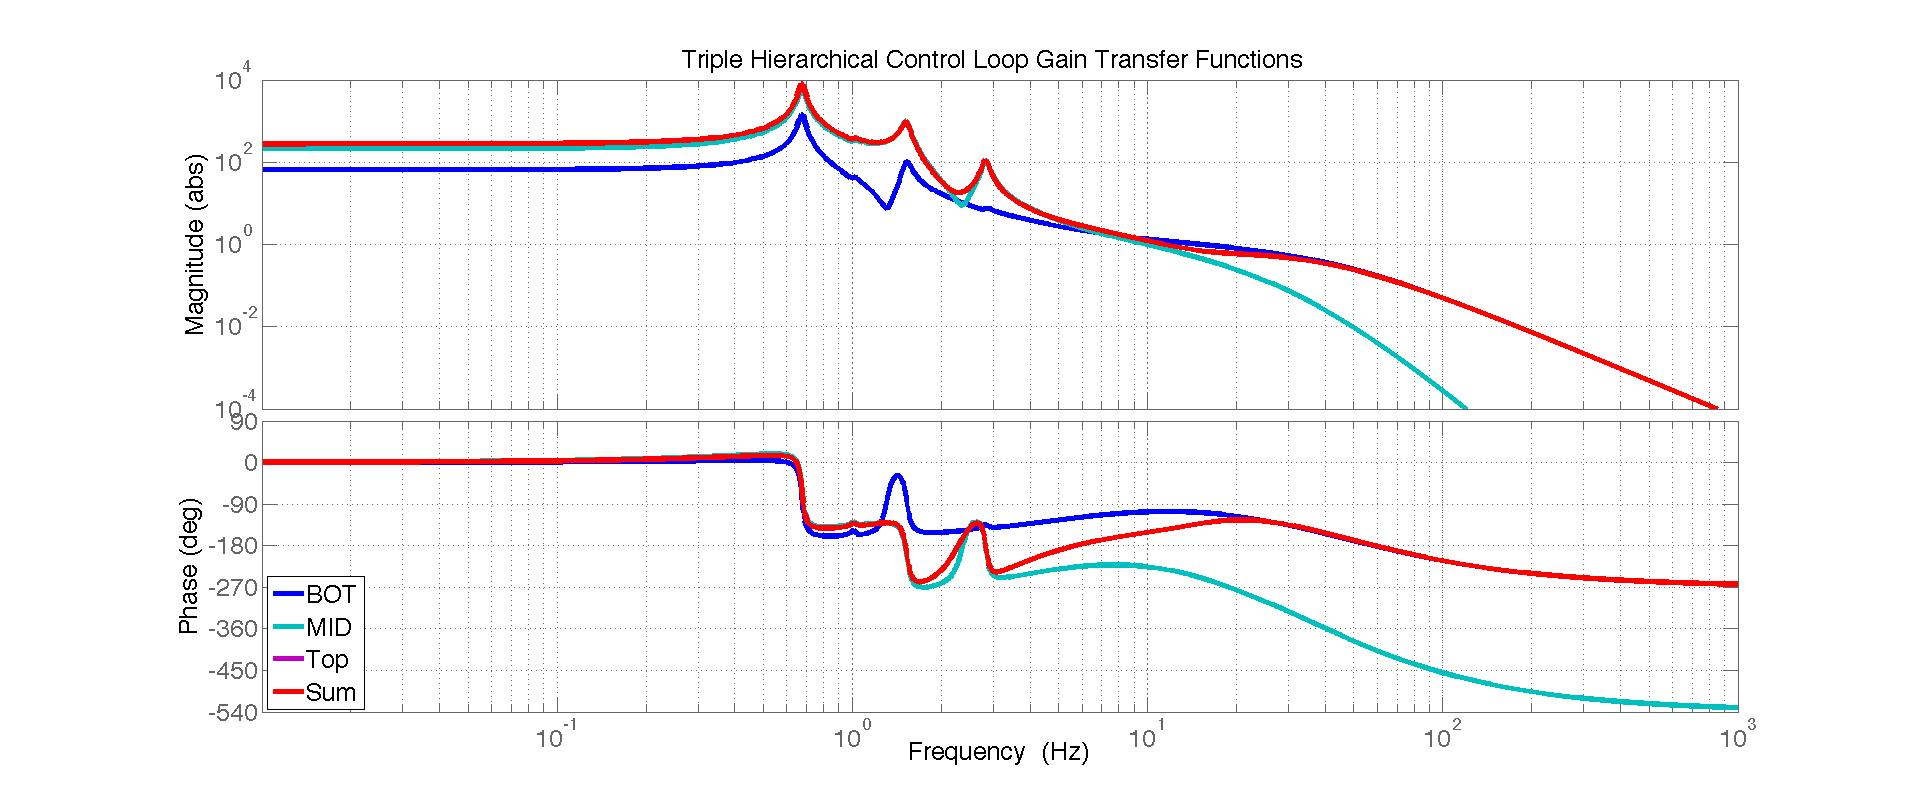 Triple Hierarchical Control Loop Gain Transfer Functions
Magnitude (abs)
10^4
10^2
10^0
10^-2
10^-4
Phase (deg)
90
0
-90
-180
-270
-360
-450
-540
BOT
MID
Top
Sum
10^-1
10^0
10^1
10^2
10^3
Frequency (Hz)